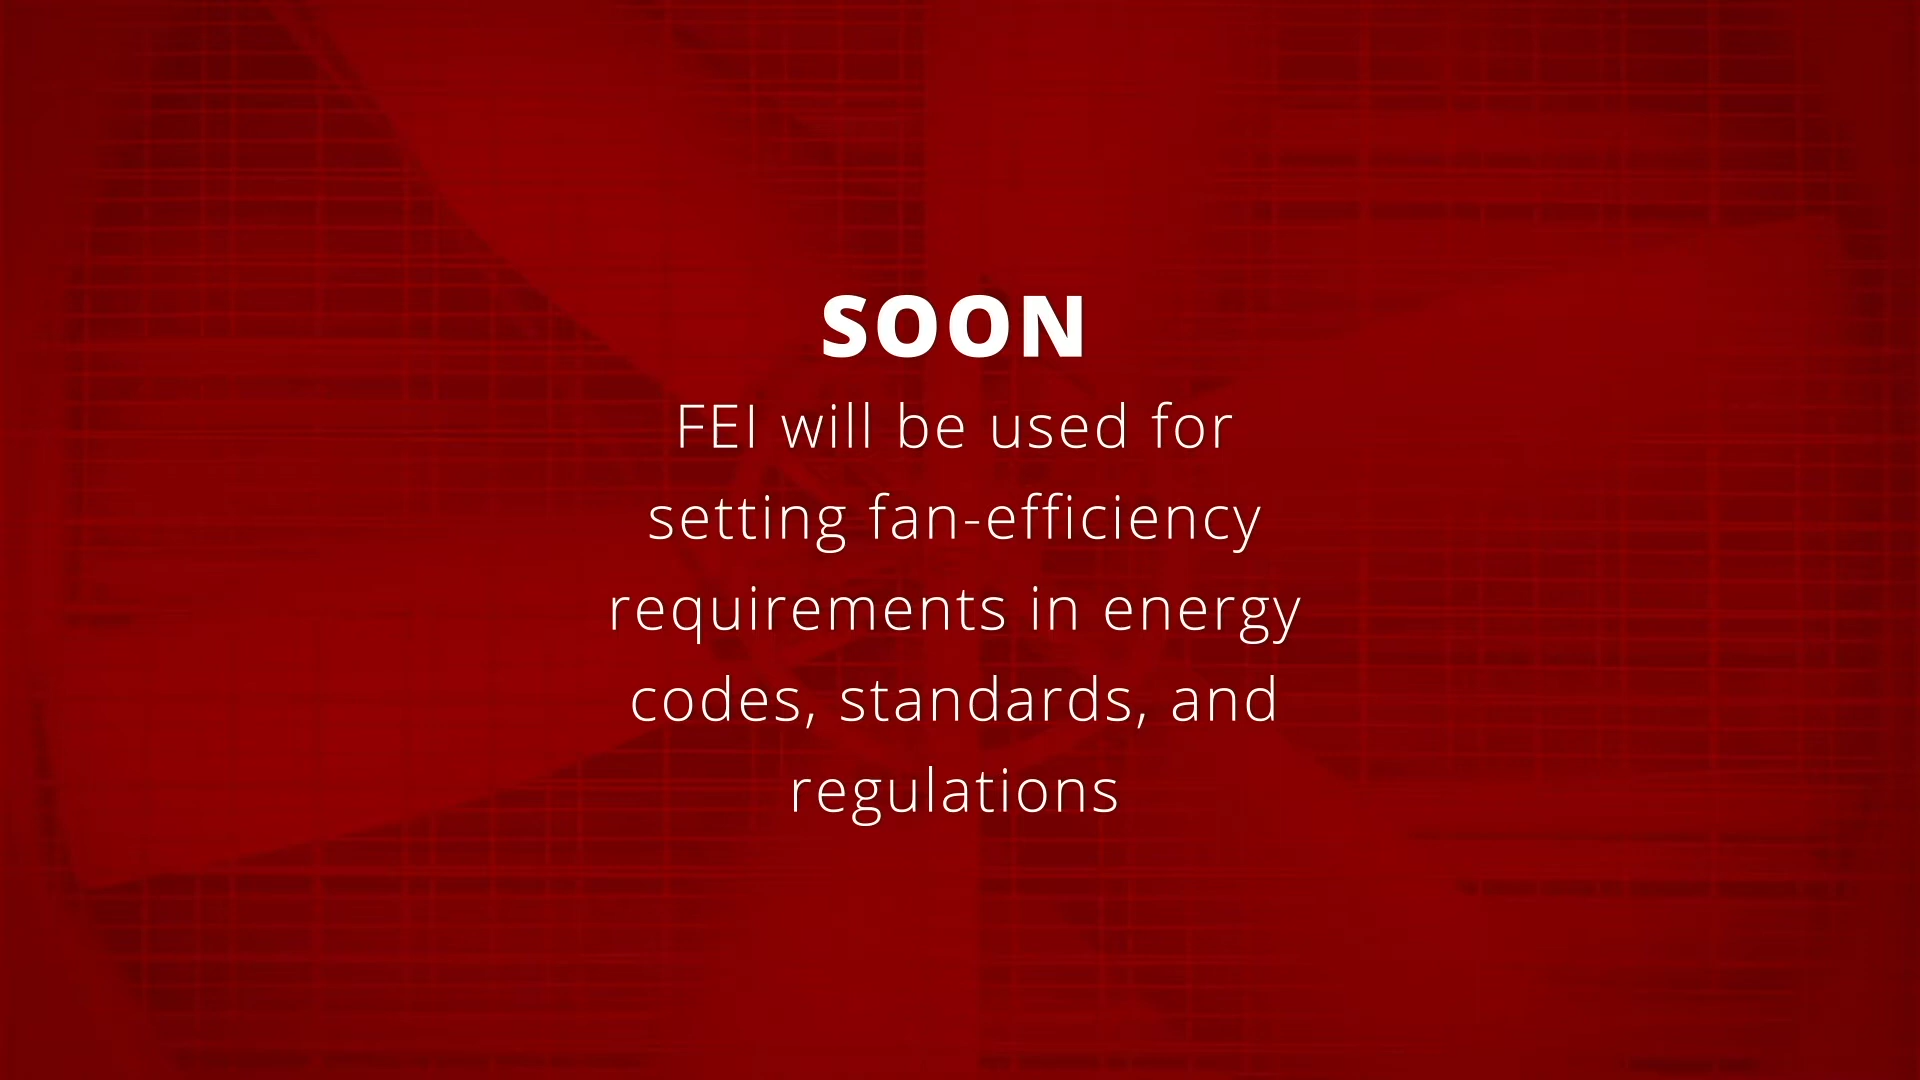 SOON
FEI will be used for
setting fan-efficiency
requirements in energy
codes, standards, and
regulations